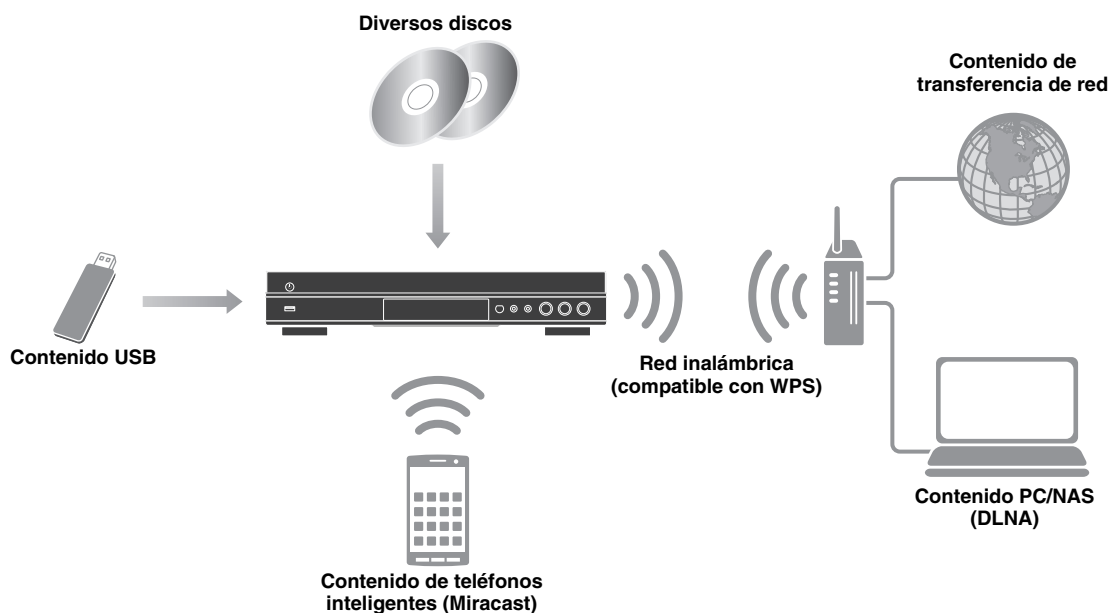 Diversos discos
Contenido de
transferencia de red
Contenido USB
Red inalámbrica
(compatible con WPS)
Contenido PC/NAS
(DLNA)
Contenido de teléfonos
inteligentes (Miracast)